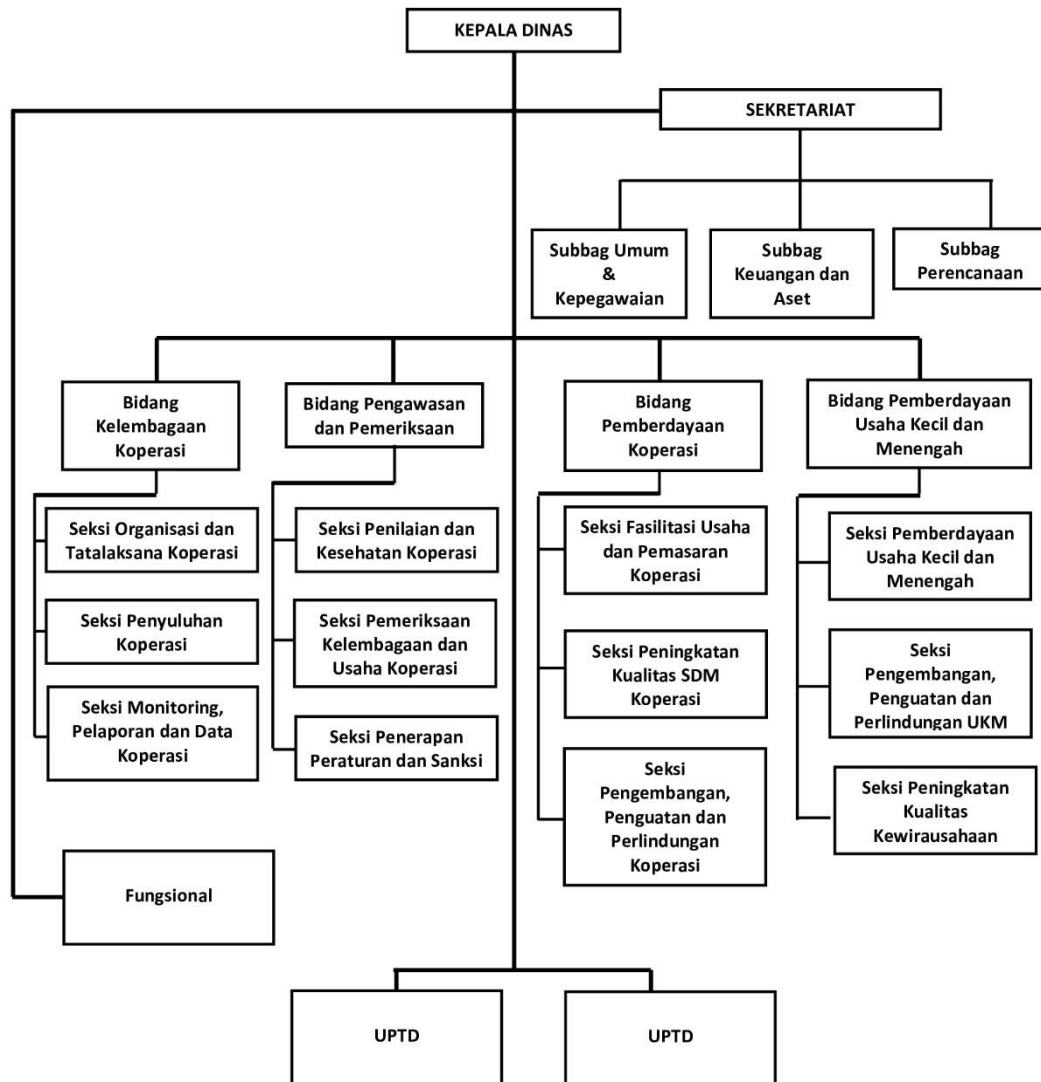 KEPALA DINAS
SEKRETARIAT
Subbag Umum
&
Kepegawaian
Subbag
Keuangan dan
Aset
Subbag
Perencanaan
Bidang
Kelembagaan
Koperasi
Bidang Pengawasan
dan Pemeriksaan
Bidang
Pemberdayaan
Koperasi
Bidang Pemberdayaan
Usaha Kecil dan
Menengah
Seksi Organisasi dan
Tatalaksana Koperasi
Seksi Penyuluhan
Koperasi
Seksi Monitoring,
Pelaporan dan Data
Koperasi
Seksi Penilaian dan
Kesehatan Koperasi
Seksi Pemeriksaan
Kelembagaan dan
Usaha Koperasi
Seksi Penerapan
Peraturan dan Sanksi
Seksi Fasilitasi Usaha
dan Pemasaran
Koperasi
Seksi Peningkatan
Kualitas SDM
Koperasi
Seksi
Pengembangan,
Penguatan dan
Perlindungan
Koperasi
Seksi Pemberdayaan
Usaha Kecil dan
Menengah
Seksi
Pengembangan,
Penguatan dan
Perlindungan UKM
Seksi Peningkatan
Kualitas
Kewirausahaan
Fungsional
UPTD
UPTD